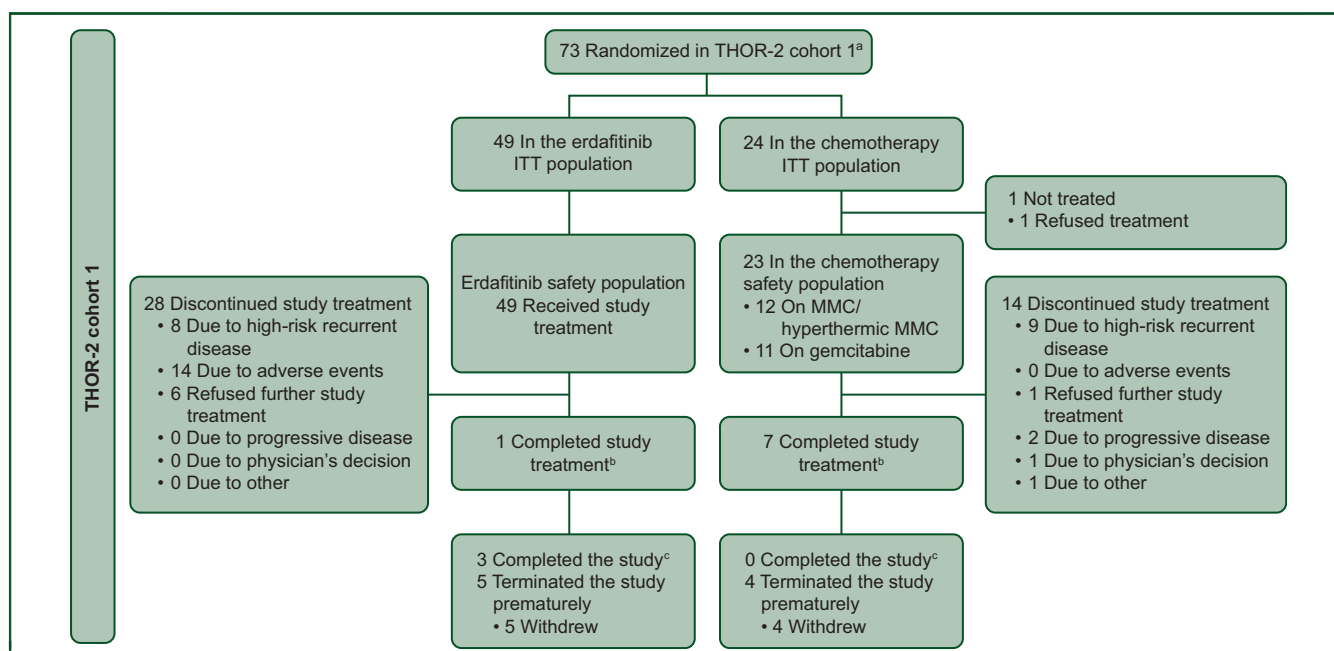 THOR-2 cohort 1
73 Randomized in THOR-2 cohort 1ᵃ
49 In the erdafitinib
ITT population
24 In the chemotherapy
ITT population
1 Not treated
• 1 Refused treatment
Erdafitinib safety population
49 Received study
treatment
23 In the chemotherapy
safety population
• 12 On MMC/
hyperthermic MMC
• 11 On gemcitabine
28 Discontinued study treatment
• 8 Due to high-risk recurrent
disease
• 14 Due to adverse events
• 6 Refused further study
treatment
• 0 Due to progressive disease
• 0 Due to physician's decision
• 0 Due to other
14 Discontinued study treatment
• 9 Due to high-risk recurrent
disease
• 0 Due to adverse events
• 1 Refused further study
treatment
• 2 Due to progressive disease
• 1 Due to physician's decision
• 1 Due to other
1 Completed study
treatmentᵇ
7 Completed study
treatmentᵇ
3 Completed the studyᶜ
5 Terminated the study
prematurely
• 5 Withdrew
0 Completed the studyᶜ
4 Terminated the study
prematurely
• 4 Withdrew